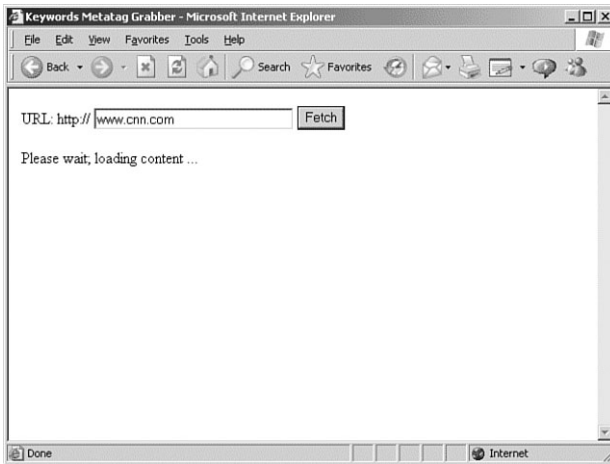 Keywords Metatag Grabber - Microsoft Internet Explorer
File Edit View Favorites Tools Help
Back Search Favorites
URL: http:// www.cnn.com Fetch
Please wait; loading content ...
Done Internet